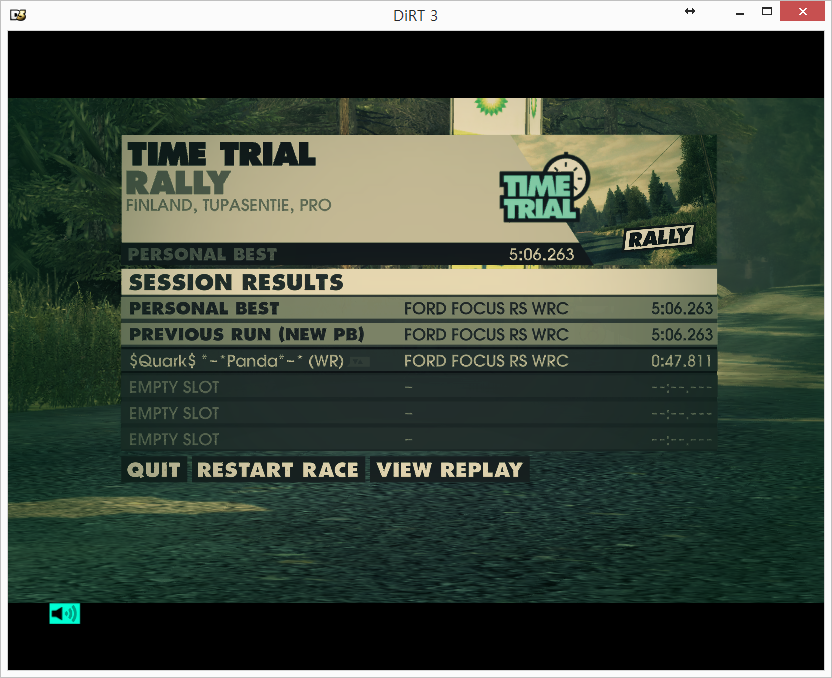 DiRT 3
TIME TRIAL
RALLY
FINLAND, TUPASENTIE, PRO
TIME
TRIAL
RALLY
PERSONAL BEST 5:06.263
SESSION RESULTS
PERSONAL BEST FORD FOCUS RS WRC 5:06.263
PREVIOUS RUN (NEW PB) FORD FOCUS RS WRC 5:06.263
$Quark$ *~*Panda*~* (WR) FORD FOCUS RS WRC 0:47.811
EMPTY SLOT – --:--.---
EMPTY SLOT – --:--.---
EMPTY SLOT – --:--.---
QUIT RESTART RACE VIEW REPLAY